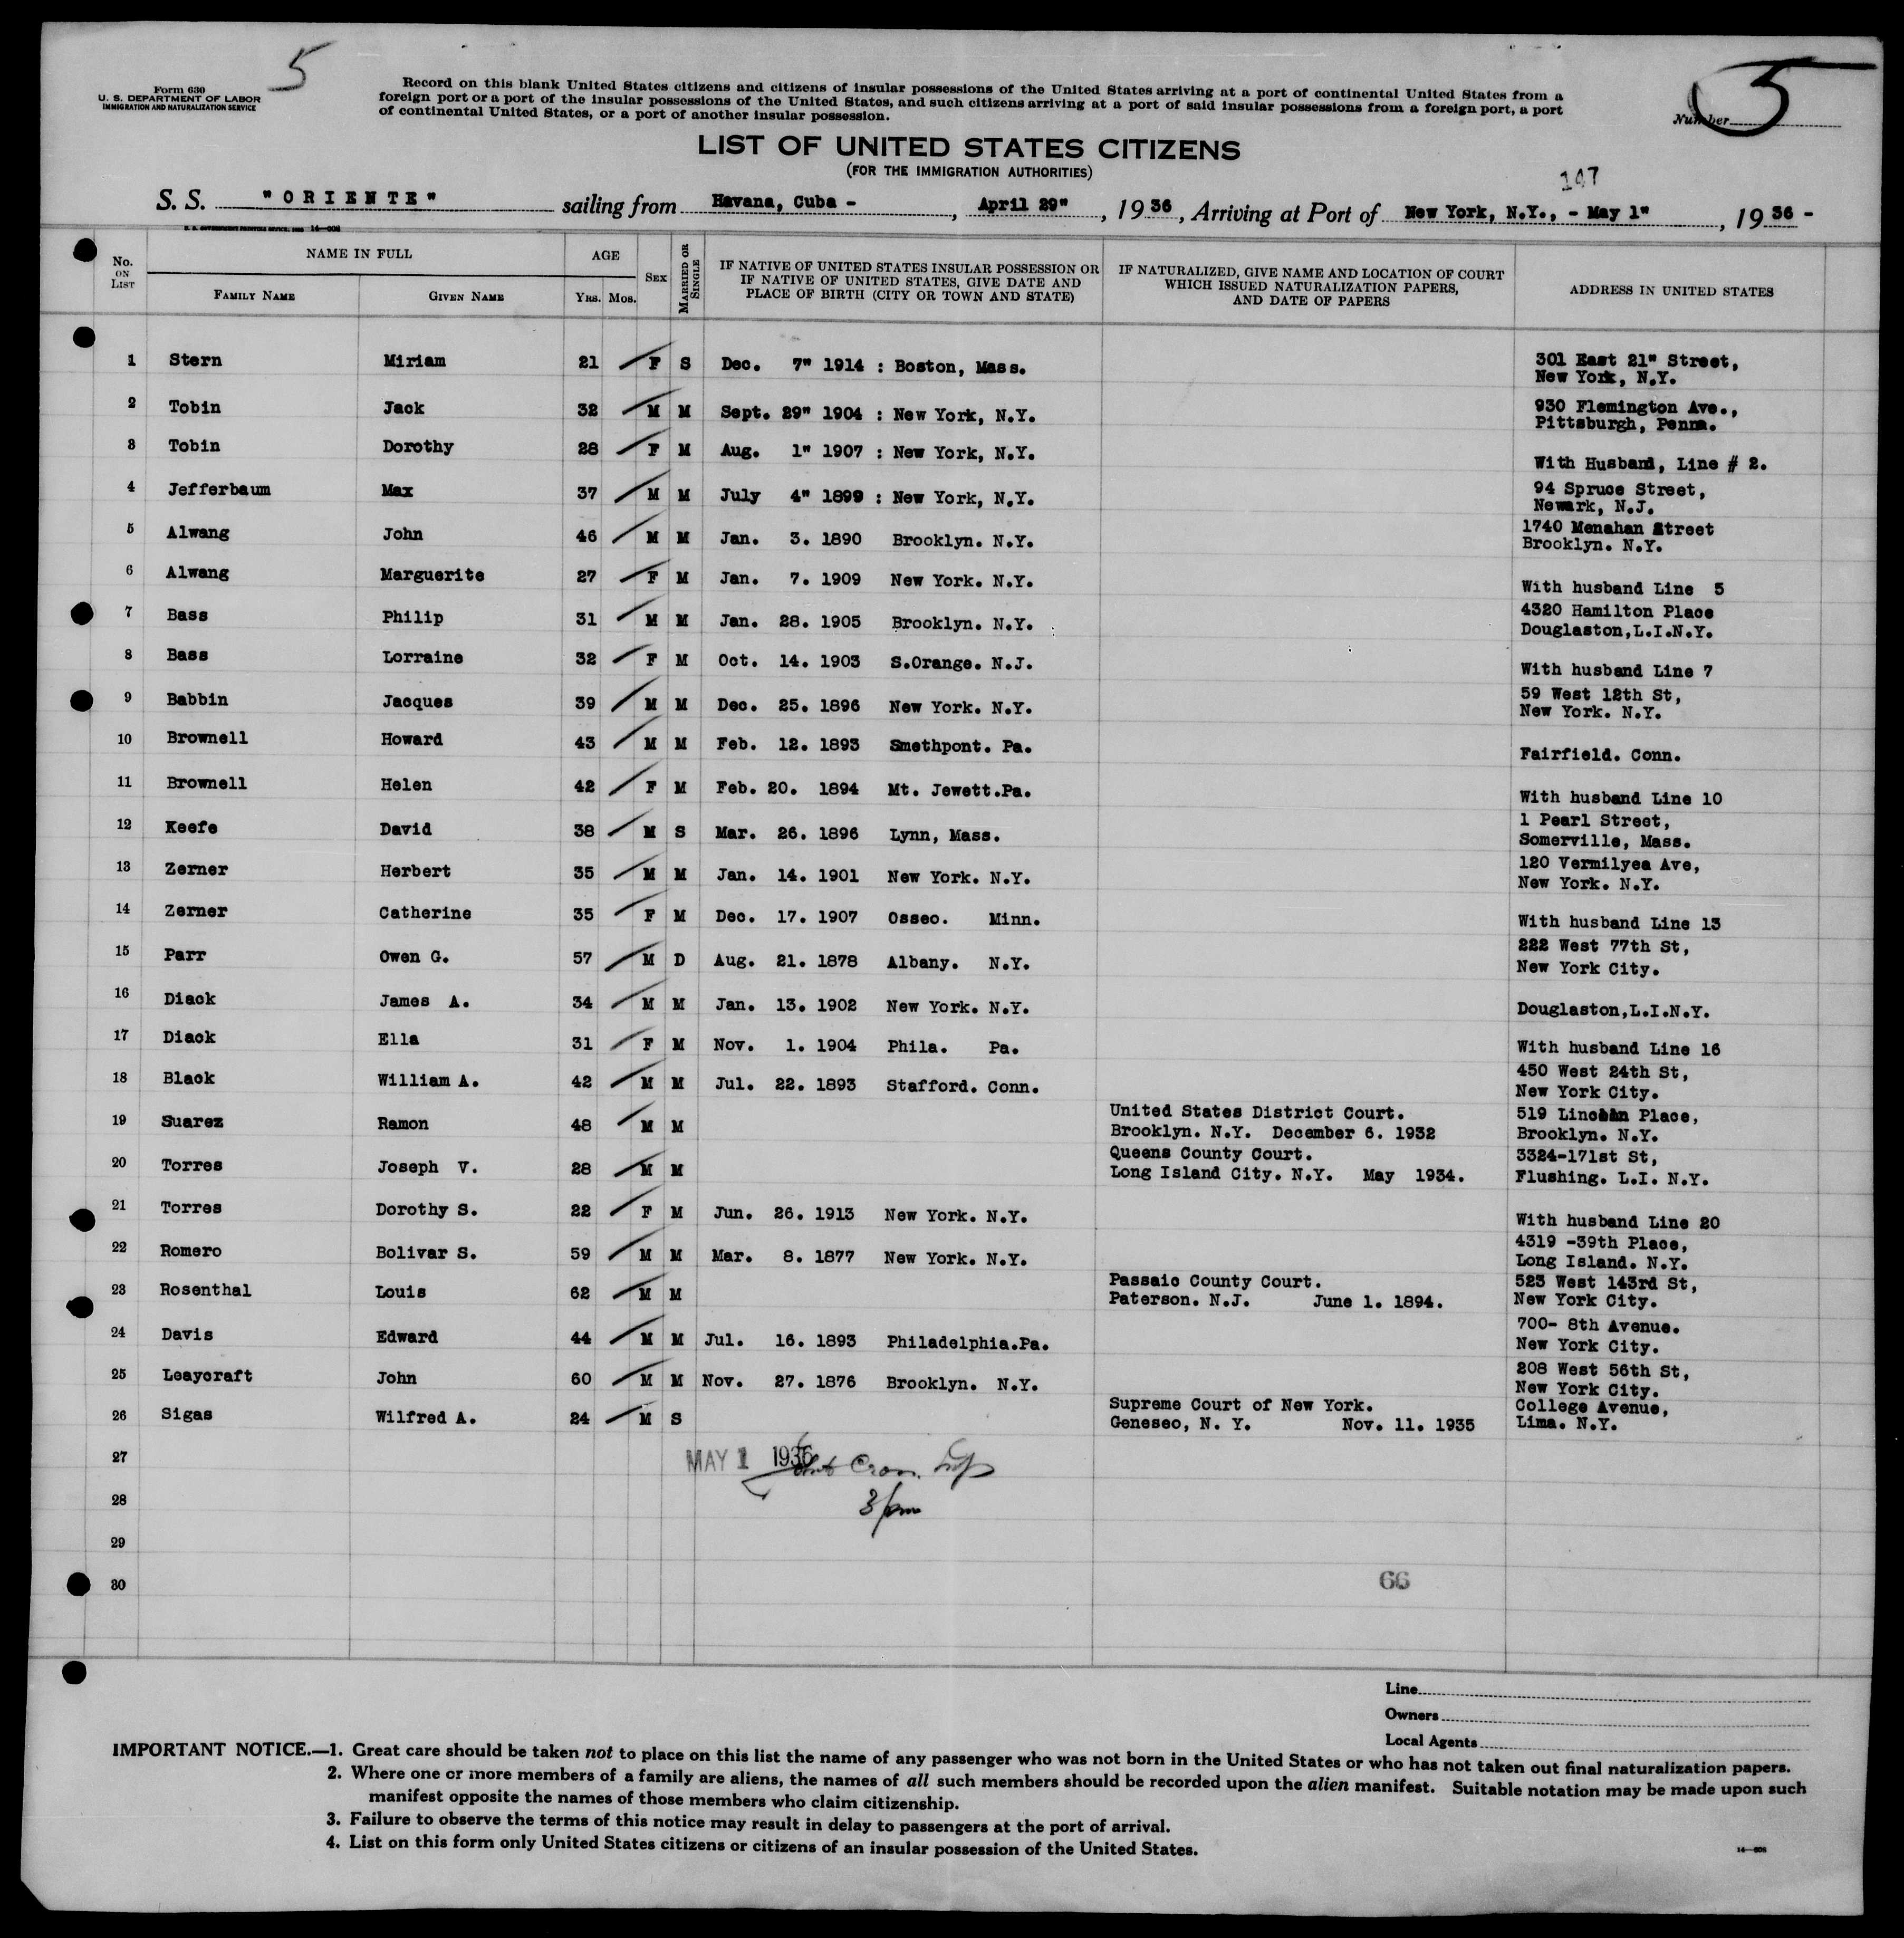 5
Form 630
U. S. DEPARTMENT OF LABOR
IMMIGRATION AND NATURALIZATION SERVICE
Record on this blank United States citizens and citizens of insular possessions of the United States arriving at a port of continental United States from a
foreign port or a port of the insular possessions of the United States, and such citizens arriving at a port of said insular possessions from a foreign port, a port
of continental United States, or a port of another insular possession.
Number 5
LIST OF UNITED STATES CITIZENS
(FOR THE IMMIGRATION AUTHORITIES)
147
S. S. "ORIENTE" sailing from Havana, Cuba - , April 29" , 1936, Arriving at Port of New York, N.Y., - May 1" , 1936 -
No. ON LIST
NAME IN FULL
FAMILY NAME
GIVEN NAME
AGE
YRS. MOS.
SEX
MARRIED OR SINGLE
IF NATIVE OF UNITED STATES INSULAR POSSESSION OR
IF NATIVE OF UNITED STATES, GIVE DATE AND
PLACE OF BIRTH (CITY OR TOWN AND STATE)
IF NATURALIZED, GIVE NAME AND LOCATION OF COURT
WHICH ISSUED NATURALIZATION PAPERS,
AND DATE OF PAPERS
ADDRESS IN UNITED STATES
1 Stern Miriam 21 F S Dec. 7" 1914 : Boston, Mass. 301 East 21" Street,
New York, N.Y.
2 Tobin Jack 32 M M Sept. 29" 1904 : New York, N.Y. 930 Flemington Ave.,
Pittsburgh, Penna.
3 Tobin Dorothy 28 F M Aug. 1" 1907 : New York, N.Y. With Husband, Line # 2.
4 Jefferbaum Max 37 M M July 4" 1899 : New York, N.Y. 94 Spruce Street,
Newark, N.J.
5 Alwang John 46 M M Jan. 3. 1890 Brooklyn. N.Y. 1740 Menahan Street
Brooklyn. N.Y.
6 Alwang Marguerite 27 F M Jan. 7. 1909 New York. N.Y. With husband Line 5
7 Bass Philip 31 M M Jan. 28. 1905 Brooklyn. N.Y. 4320 Hamilton Place
Douglaston,L.I.N.Y.
8 Bass Lorraine 32 F M Oct. 14. 1903 S.Orange. N.J. With husband Line 7
9 Babbin Jacques 39 M M Dec. 25. 1896 New York. N.Y. 59 West 12th St,
New York. N.Y.
10 Brownell Howard 43 M M Feb. 12. 1893 Smethpont. Pa. Fairfield. Conn.
11 Brownell Helen 42 F M Feb. 20. 1894 Mt. Jewett.Pa. With husband Line 10
12 Keefe David 38 M S Mar. 26. 1896 Lynn, Mass. 1 Pearl Street,
Somerville, Mass.
13 Zerner Herbert 35 M M Jan. 14. 1901 New York. N.Y. 120 Vermilyea Ave,
New York. N.Y.
14 Zerner Catherine 35 F M Dec. 17. 1907 Osseo. Minn. With husband Line 13
15 Parr Owen G. 57 M D Aug. 21. 1878 Albany. N.Y. 222 West 77th St,
New York City.
16 Diack James A. 34 M M Jan. 13. 1902 New York. N.Y. Douglaston,L.I.N.Y.
17 Diack Ella 31 F M Nov. 1. 1904 Phila. Pa. With husband Line 16
18 Black William A. 42 M M Jul. 22. 1893 Stafford. Conn. 450 West 24th St,
New York City.
19 Suarez Ramon 48 M M United States District Court. 519 Lincoln Place,
Brooklyn. N.Y. December 6. 1932 Brooklyn. N.Y.
20 Torres Joseph V. 28 M M Queens County Court. 3324-171st St,
Long Island City. N.Y. May 1934. Flushing. L.I. N.Y.
21 Torres Dorothy S. 22 F M Jun. 26. 1913 New York. N.Y. With husband Line 20
22 Romero Bolivar S. 59 M M Mar. 8. 1877 New York. N.Y. 4319 -39th Place,
Long Island. N.Y.
23 Rosenthal Louis 62 M M Passaic County Court. 523 West 143rd St,
Paterson. N.J. June 1. 1894. New York City.
24 Davis Edward 44 M M Jul. 16. 1893 Philadelphia.Pa. 700- 8th Avenue.
New York City.
25 Leaycraft John 60 M M Nov. 27. 1876 Brooklyn. N.Y. 208 West 56th St,
New York City.
26 Sigas Wilfred A. 24 M S Supreme Court of New York. College Avenue,
Geneseo, N. Y. Nov. 11. 1935 Lima. N.Y.
27 MAY 1 1936
28 3 pm
29
30 66
Line
Owners
Local Agents
IMPORTANT NOTICE.—1. Great care should be taken not to place on this list the name of any passenger who was not born in the United States or who has not taken out final naturalization papers.
2. Where one or more members of a family are aliens, the names of all such members should be recorded upon the alien manifest. Suitable notation may be made upon such
manifest opposite the names of those members who claim citizenship.
3. Failure to observe the terms of this notice may result in delay to passengers at the port of arrival.
4. List on this form only United States citizens or citizens of an insular possession of the United States.